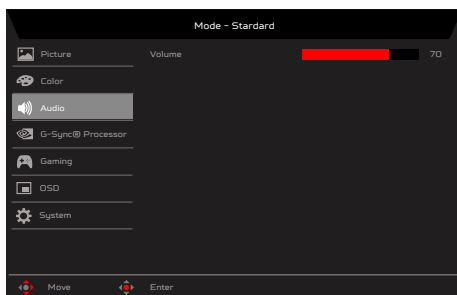 Mode - Stardard
Picture
Volume
70
Color
Audio
G-Sync® Processor
Gaming
OSD
System
Move
Enter